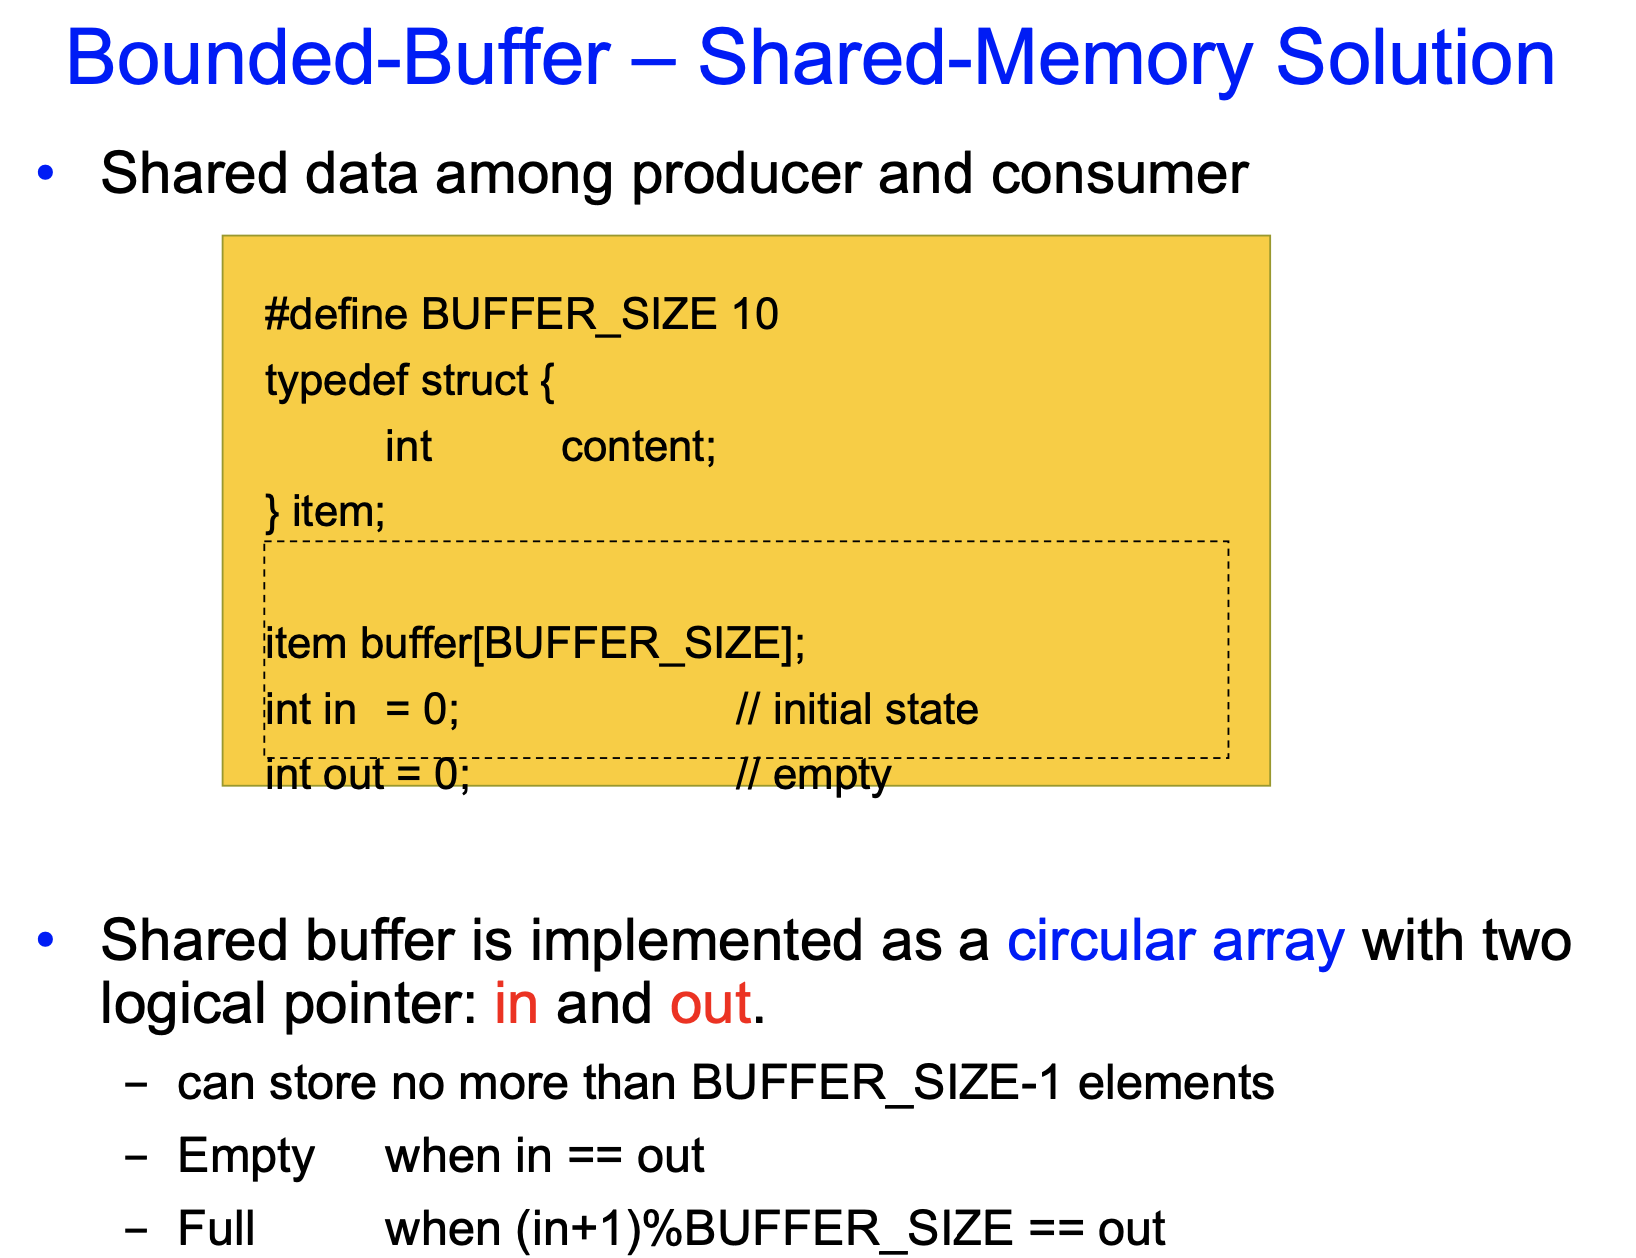 Bounded-Buffer – Shared-Memory Solution
• Shared data among producer and consumer
#define BUFFER_SIZE 10
typedef struct {
int content;
} item;
item buffer[BUFFER_SIZE];
int in = 0; // initial state
int out = 0; // empty
• Shared buffer is implemented as a circular array with two
logical pointer: in and out.
– can store no more than BUFFER_SIZE-1 elements
– Empty when in == out
– Full when (in+1)%BUFFER_SIZE == out